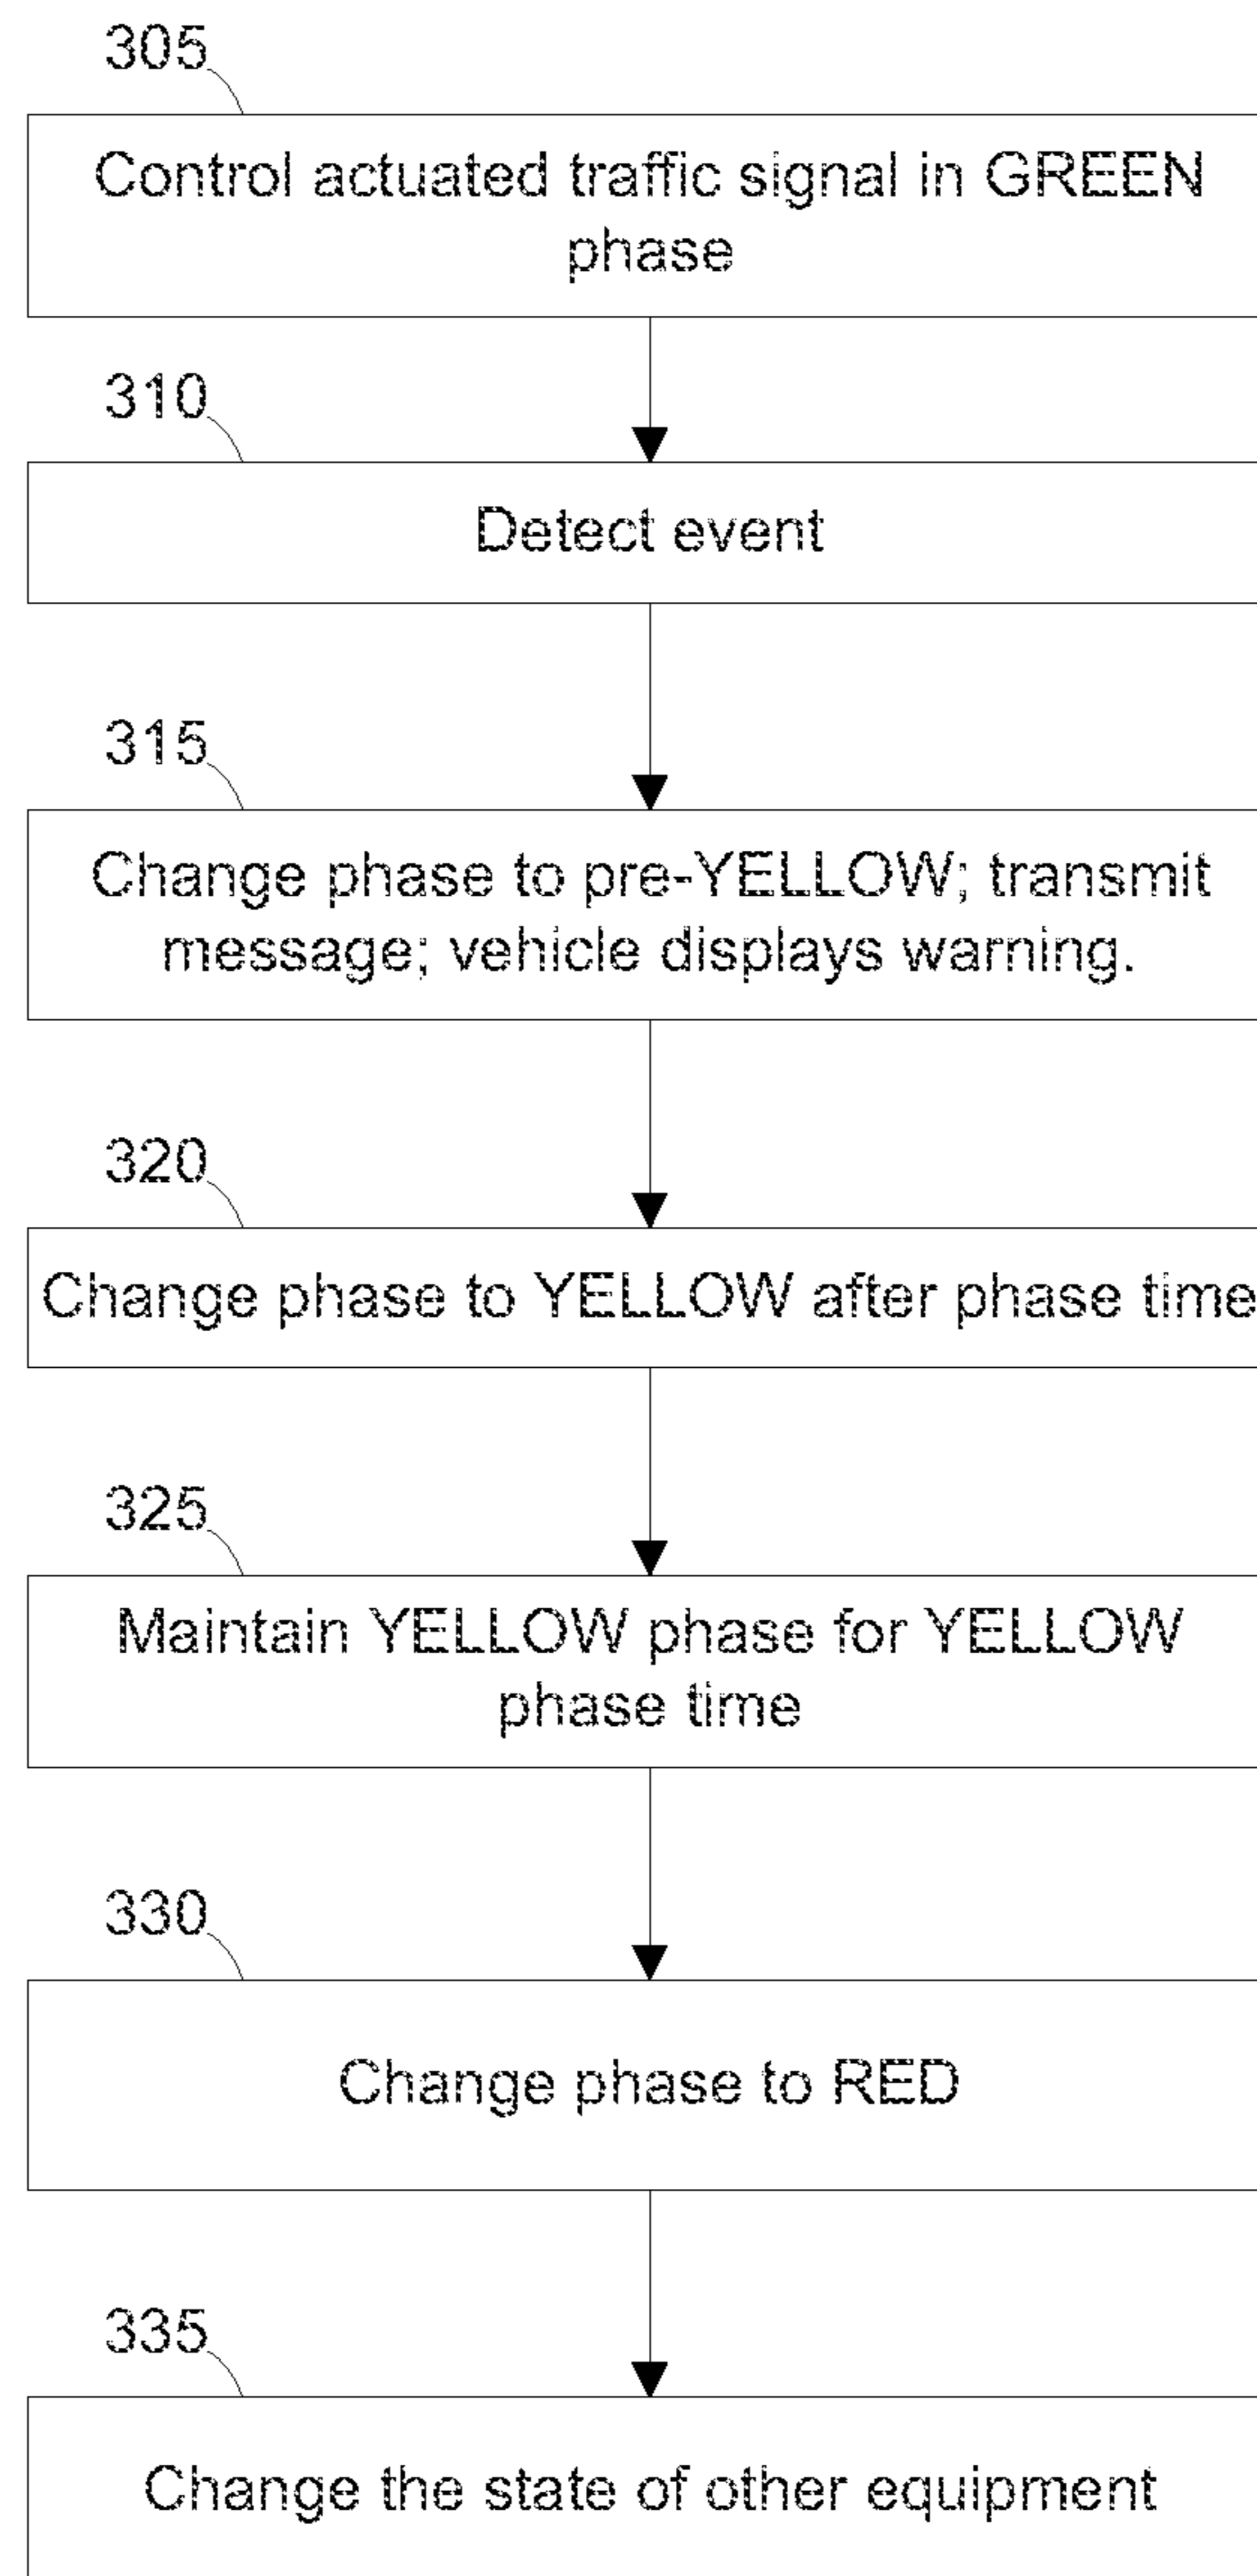 305
Control actuated traffic signal in GREEN
phase
310
Detect event
315
Change phase to pre-YELLOW; transmit
message; vehicle displays warning.
320
Change phase to YELLOW after phase time
325
Maintain YELLOW phase for YELLOW
phase time
330
Change phase to RED
335
Change the state of other equipment